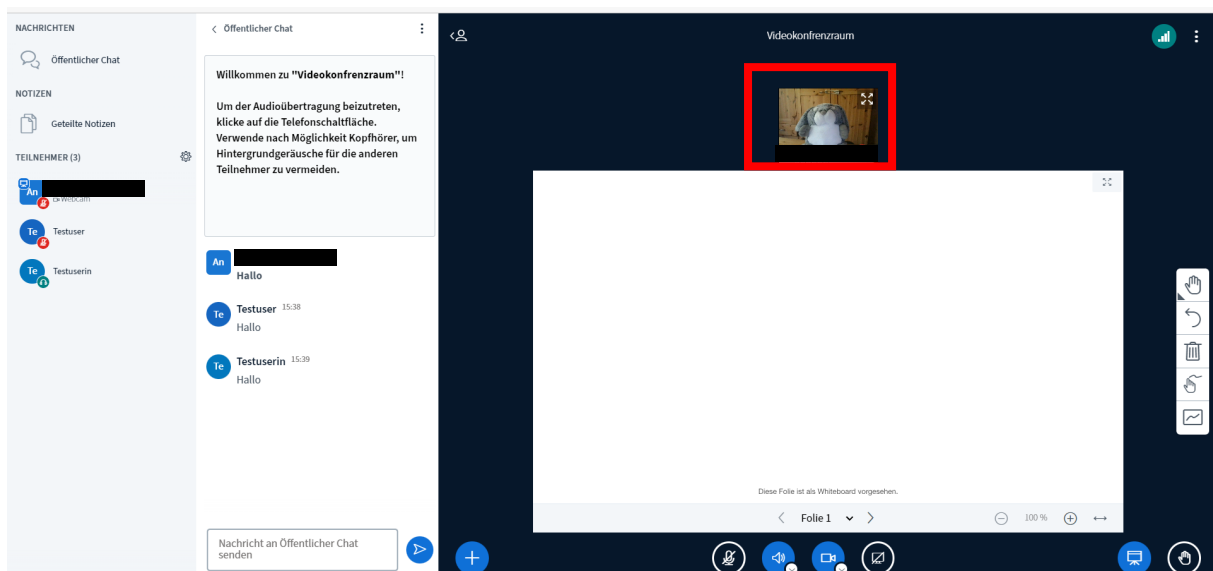 NACHRICHTEN
Öffentlicher Chat
NOTIZEN
Geteilte Notizen
TEILNEHMER (3)
An
Webcam
Te Testuser
Te Testuserin
Öffentlicher Chat
Willkommen zu "Videokonfrenzraum"!
Um der Audioübertragung beizutreten,
klicke auf die Telefonschaltfläche.
Verwende nach Möglichkeit Kopfhörer, um
Hintergrundgeräusche für die anderen
Teilnehmer zu vermeiden.
An
Hallo
Te Testuser 15:38
Hallo
Te Testuserin 15:39
Hallo
Nachricht an Öffentlicher Chat
senden
Videokonfrenzraum
Diese Folie ist als Whiteboard vorgesehen.
Folie 1
100 %